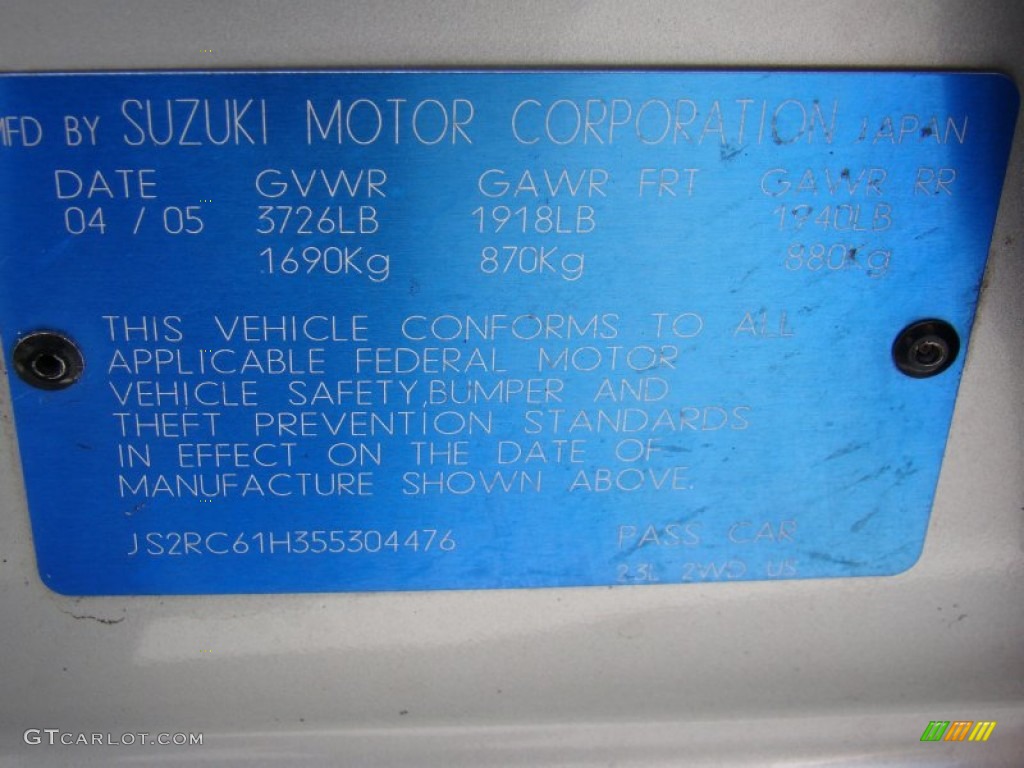 MFD BY SUZUKI MOTOR CORPORATION JAPAN
DATE GVWR GAWR FRT GAWR RR
04 / 05 3726LB 1918LB 1940LB
1690Kg 870Kg 880Kg
THIS VEHICLE CONFORMS TO ALL
APPLICABLE FEDERAL MOTOR
VEHICLE SAFETY,BUMPER AND
THEFT PREVENTION STANDARDS
IN EFFECT ON THE DATE OF
MANUFACTURE SHOWN ABOVE.
JS2RC61H355304476 PASS CAR
2.3L 2WD US
GTCARLOT.COM